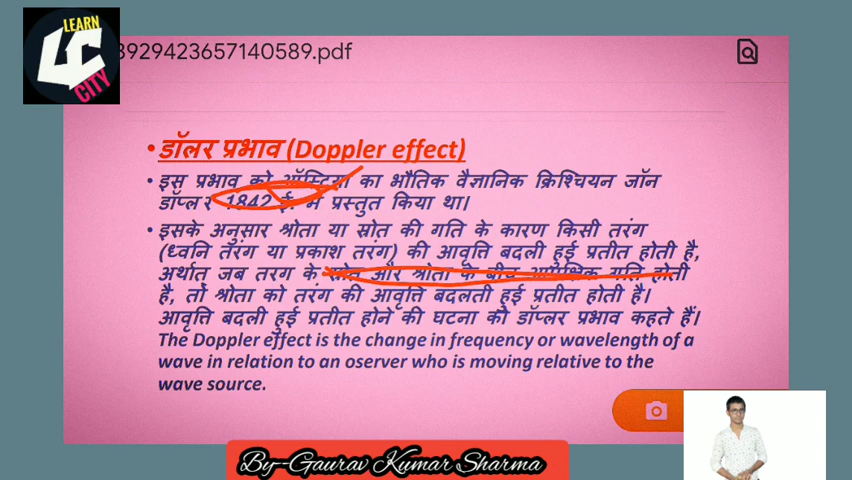 LEARN
LC
CITY
3929423657140589.pdf
• डॉलर प्रभाव (Doppler effect)
• इस प्रभाव को ऑस्ट्रिया का भौतिक वैज्ञानिक क्रिश्चियन जॉन
डॉप्लर 1842 ई. में प्रस्तुत किया था।
• इसके अनुसार श्रोता या स्रोत की गति के कारण किसी तरंग
(ध्वनि तरंग या प्रकाश तरंग) की आवृत्ति बदली हुई प्रतीत होती है,
अर्थात् जब तरग के स्रोत और श्रोता के बीच आपेक्षिक गति होती
है, तो श्रोता को तरंग की आवृत्ति बदलती हुई प्रतीत होती है।
आवृत्ति बदली हुई प्रतीत होने की घटना को डॉप्लर प्रभाव कहते हैं।
The Doppler effect is the change in frequency or wavelength of a
wave in relation to an oserver who is moving relative to the
wave source.
By--Gaurav Kumar Sharma